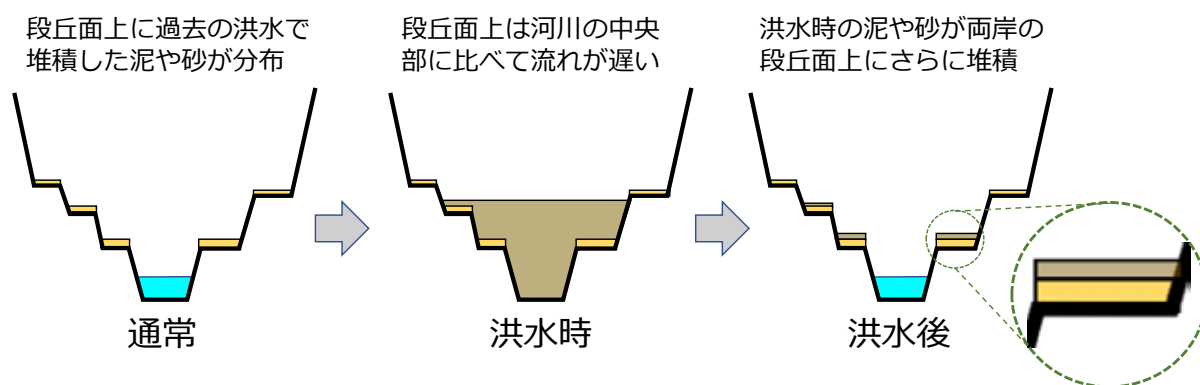 段丘面上に過去の洪水で
堆積した泥や砂が分布
段丘面上は河川の中央
部に比べて流れが遅い
洪水時の泥や砂が両岸の
段丘面上にさらに堆積
通常
洪水時
洪水後